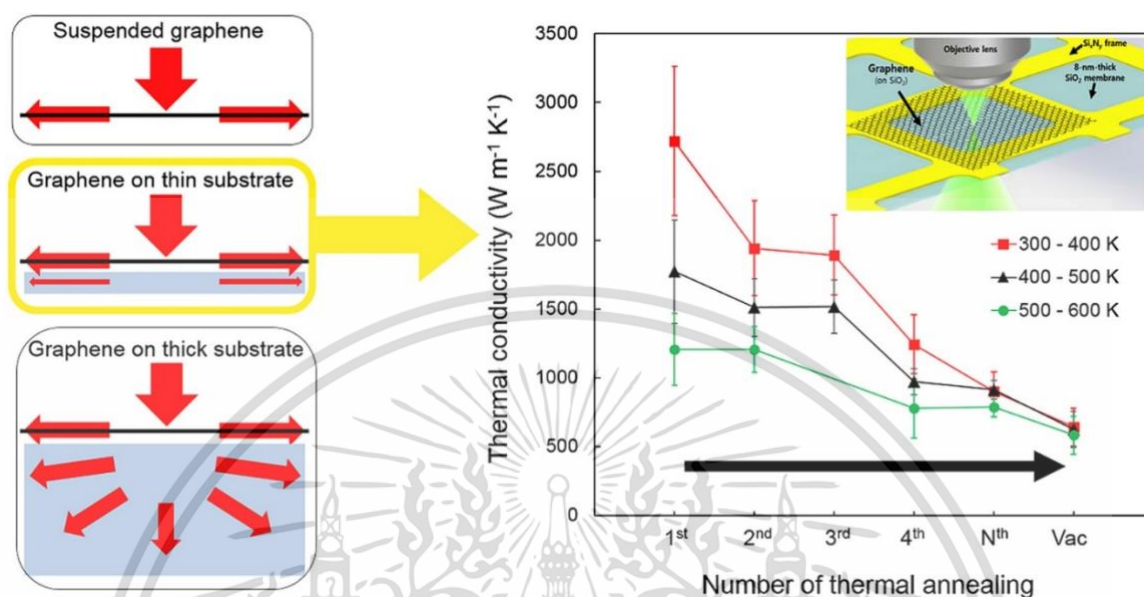 Suspended graphene
Graphene on thin substrate
Graphene on thick substrate
Thermal conductivity (W m⁻¹ K⁻¹)
3500
3000
2500
2000
1500
1000
500
0
Objective lens
SiₓNᵧ frame
Graphene
(on SiO₂)
8-nm-thick
SiO₂ membrane
300 - 400 K
400 - 500 K
500 - 600 K
1ˢᵗ
2ⁿᵈ
3ʳᵈ
4ᵗʰ
Nᵗʰ
Vac
Number of thermal annealing